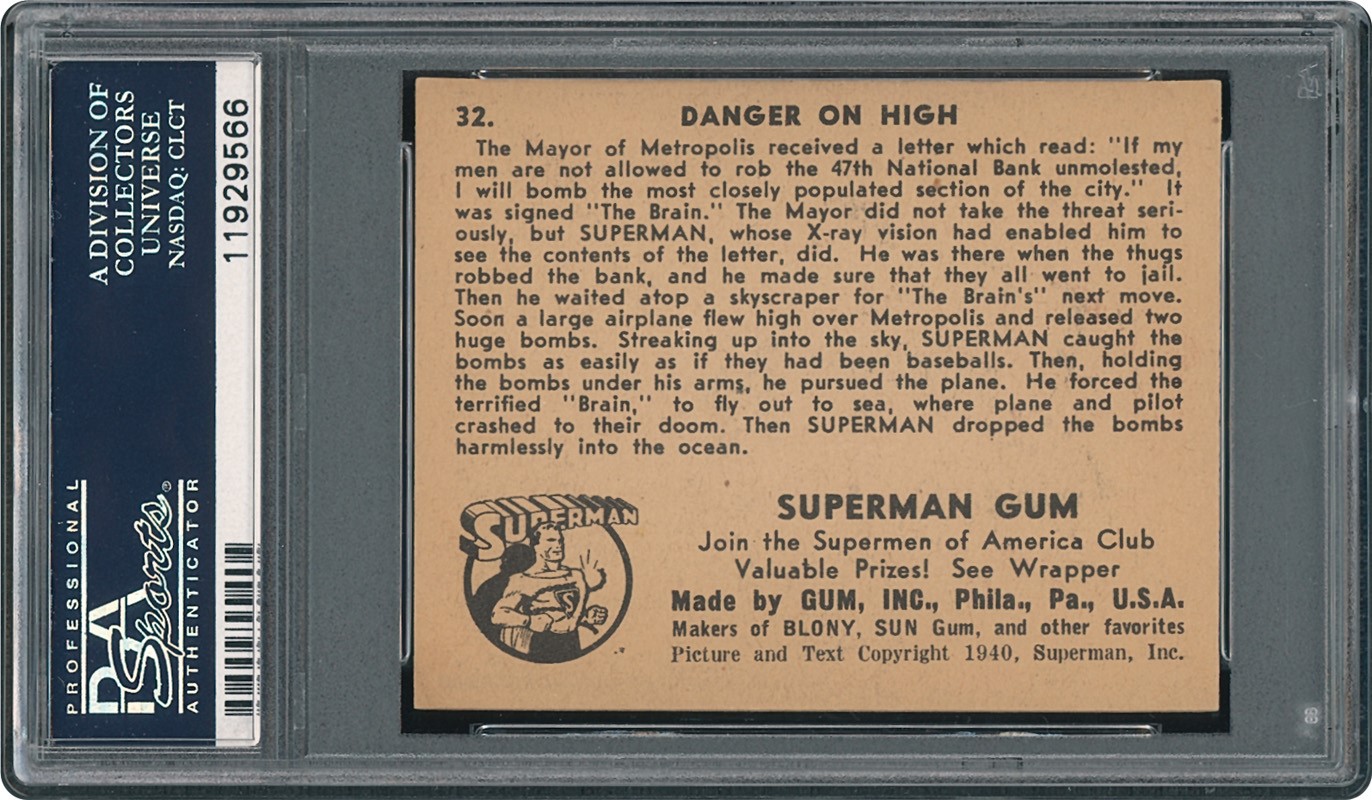 A DIVISION OF
COLLECTORS
UNIVERSE
NASDAQ: CLCT
11929566
PROFESSIONAL
PSA
Sports®
AUTHENTICATOR
32. DANGER ON HIGH
The Mayor of Metropolis received a letter which read: "If my
men are not allowed to rob the 47th National Bank unmolested,
I will bomb the most closely populated section of the city." It
was signed "The Brain." The Mayor did not take the threat seri-
ously, but SUPERMAN, whose X-ray vision had enabled him to
see the contents of the letter, did. He was there when the thugs
robbed the bank, and he made sure that they all went to jail.
Then he waited atop a skyscraper for "The Brain's" next move.
Soon a large airplane flew high over Metropolis and released two
huge bombs. Streaking up into the sky, SUPERMAN caught the
bombs as easily as if they had been baseballs. Then, holding
the bombs under his arms, he pursued the plane. He forced the
terrified "Brain," to fly out to sea, where plane and pilot
crashed to their doom. Then SUPERMAN dropped the bombs
harmlessly into the ocean.
SUPERMAN
S
SUPERMAN GUM
Join the Supermen of America Club
Valuable Prizes! See Wrapper
Made by GUM, INC., Phila., Pa., U.S.A.
Makers of BLONY, SUN Gum, and other favorites
Picture and Text Copyright 1940, Superman, Inc.